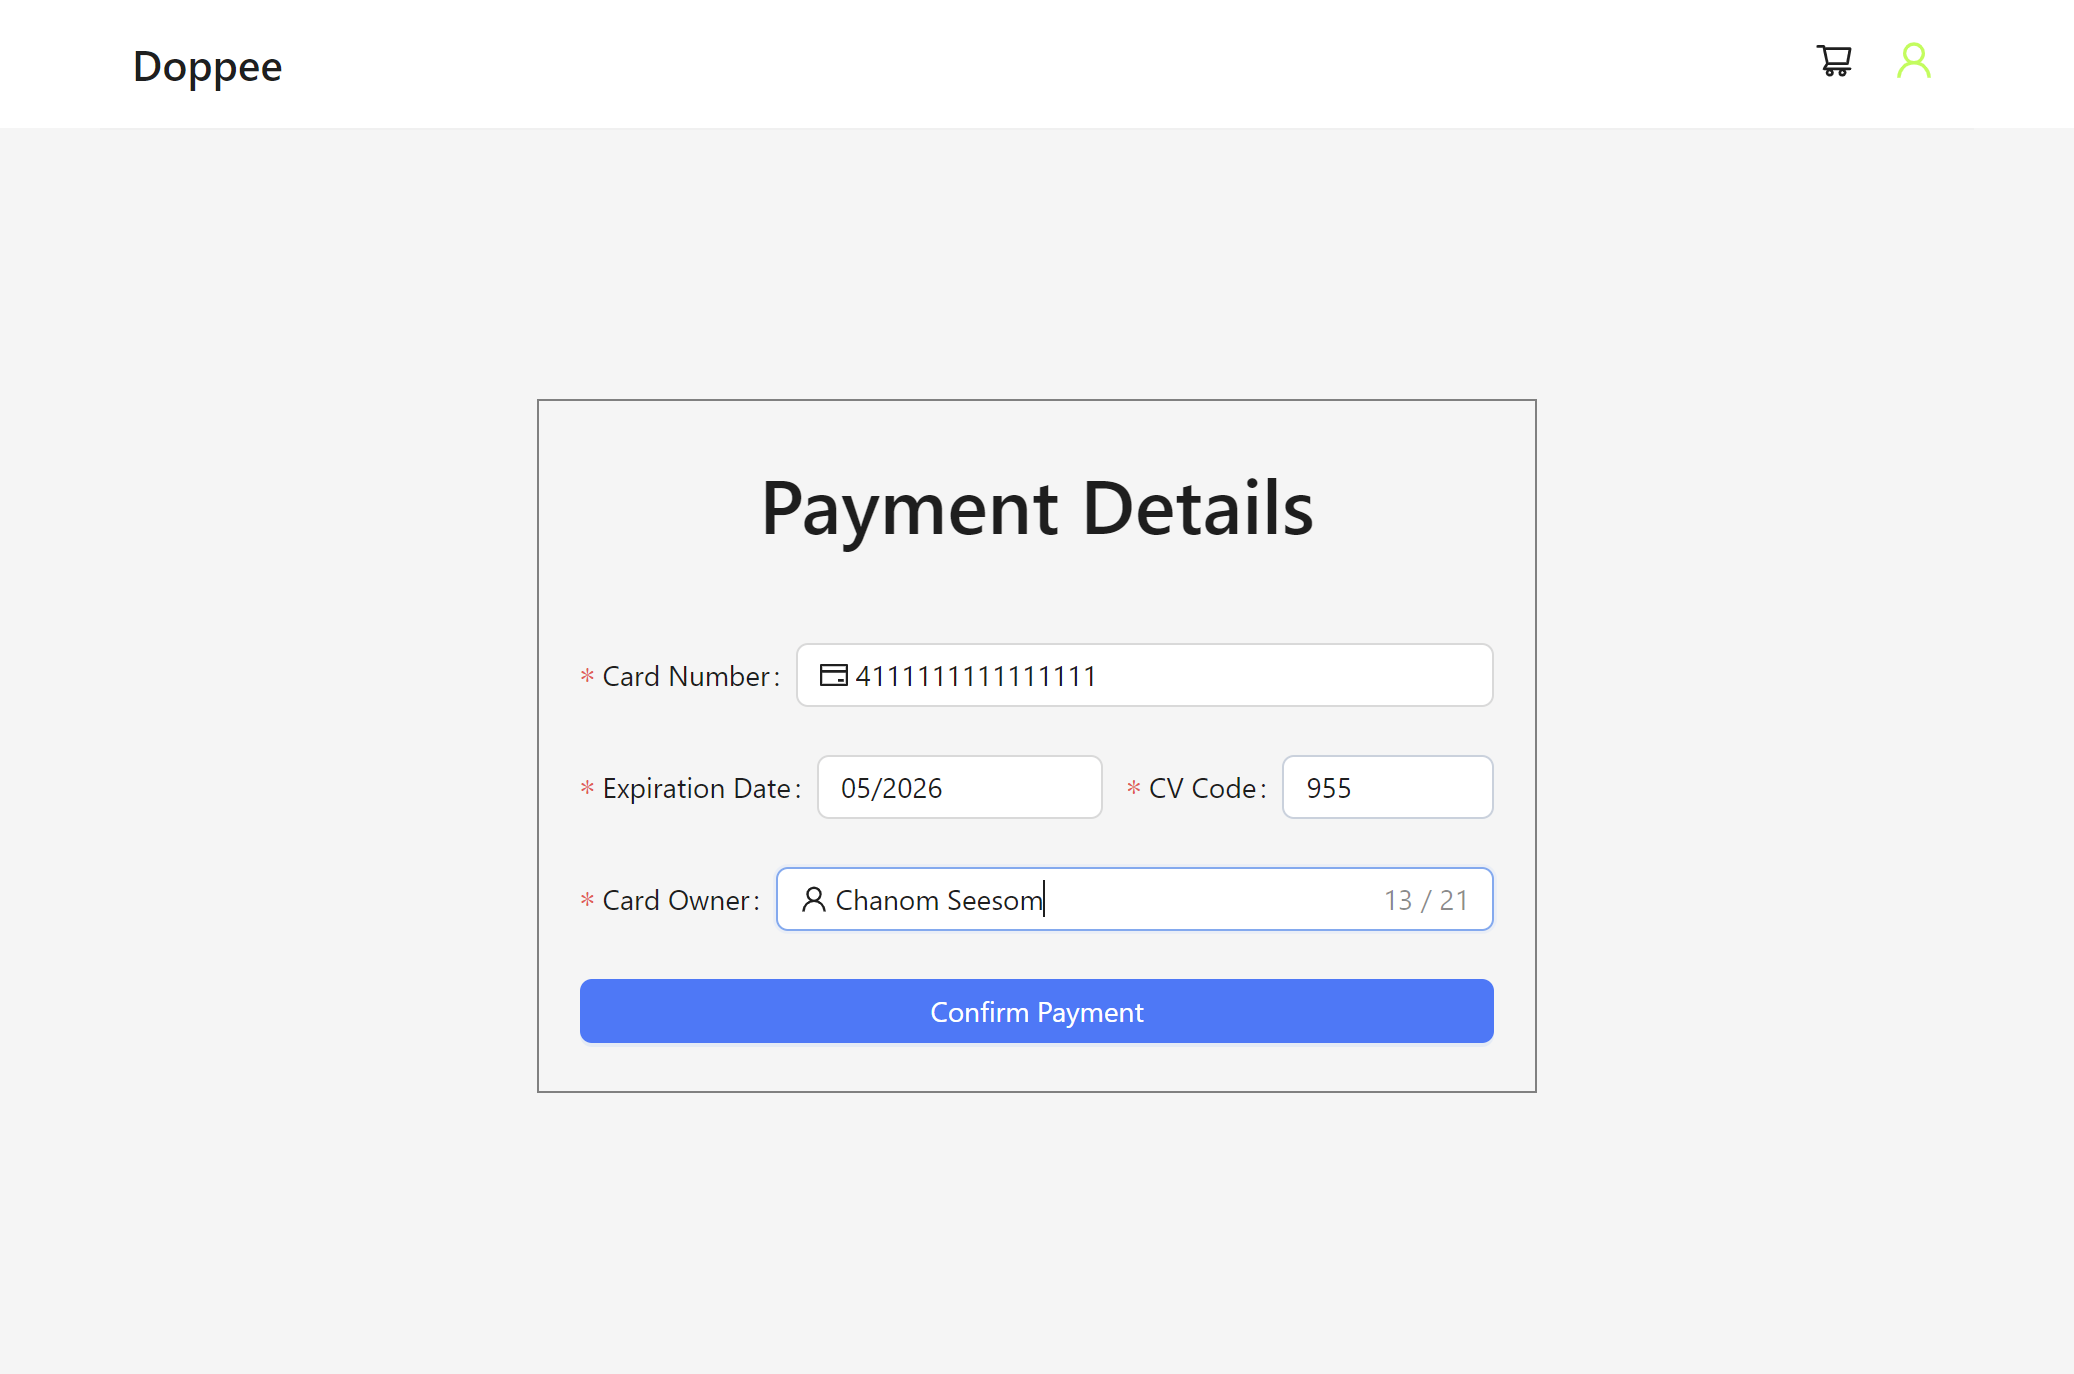 Doppee
Payment Details
* Card Number: 4111111111111111
* Expiration Date: 05/2026 * CV Code: 955
* Card Owner: Chanom Seesom 13 / 21
Confirm Payment